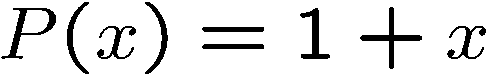 P(x) = 1 + x